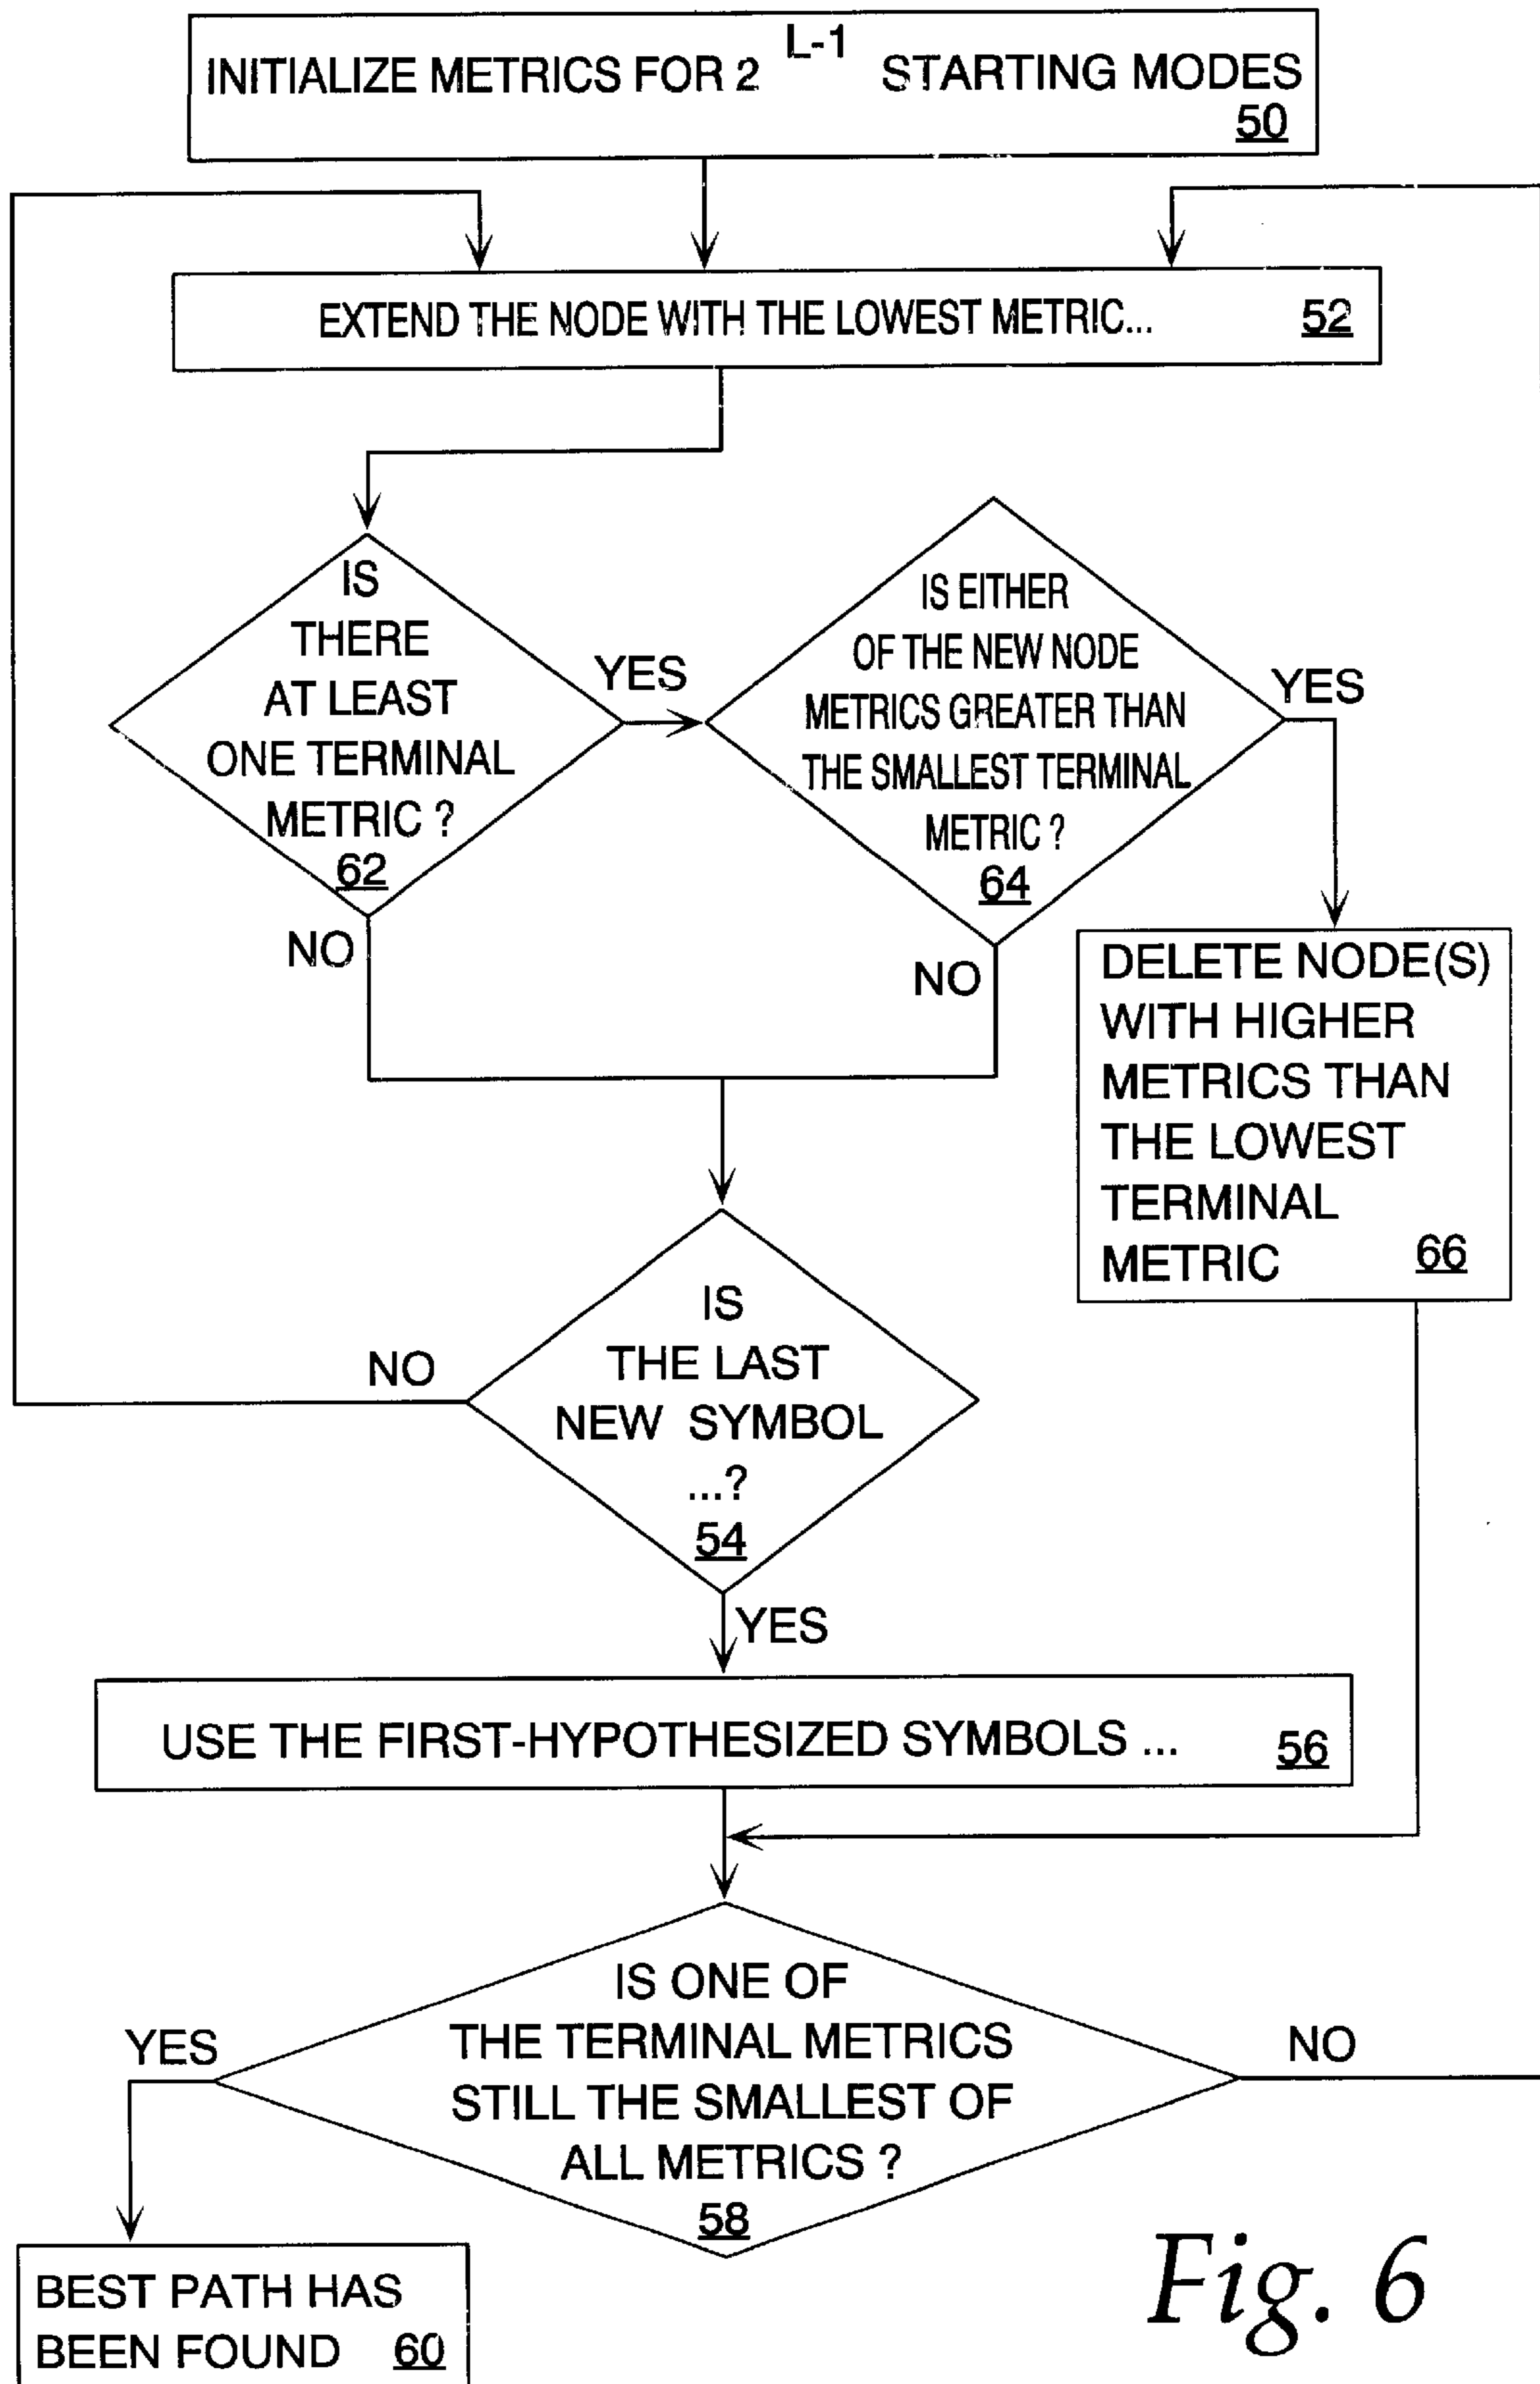 INITIALIZE METRICS FOR 2 L-1 STARTING MODES
50
EXTEND THE NODE WITH THE LOWEST METRIC... 52
IS
THERE
AT LEAST
ONE TERMINAL
METRIC ?
62
YES
NO
IS EITHER
OF THE NEW NODE
METRICS GREATER THAN
THE SMALLEST TERMINAL
METRIC ?
64
YES
NO
DELETE NODE(S)
WITH HIGHER
METRICS THAN
THE LOWEST
TERMINAL
METRIC 66
IS
THE LAST
NEW SYMBOL
...?
54
NO
YES
USE THE FIRST-HYPOTHESIZED SYMBOLS ... 56
IS ONE OF
THE TERMINAL METRICS
STILL THE SMALLEST OF
ALL METRICS ?
58
YES
NO
BEST PATH HAS
BEEN FOUND 60
Fig. 6